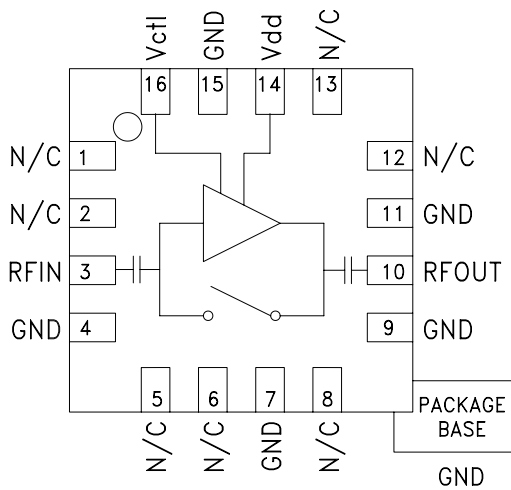 Vctl
GND
Vdd
N/C
16
15
14
13
N/C 1
12 N/C
N/C 2
11 GND
RFIN 3
10 RFOUT
GND 4
9 GND
5
6
7
8
N/C
N/C
GND
N/C
PACKAGE
BASE
GND